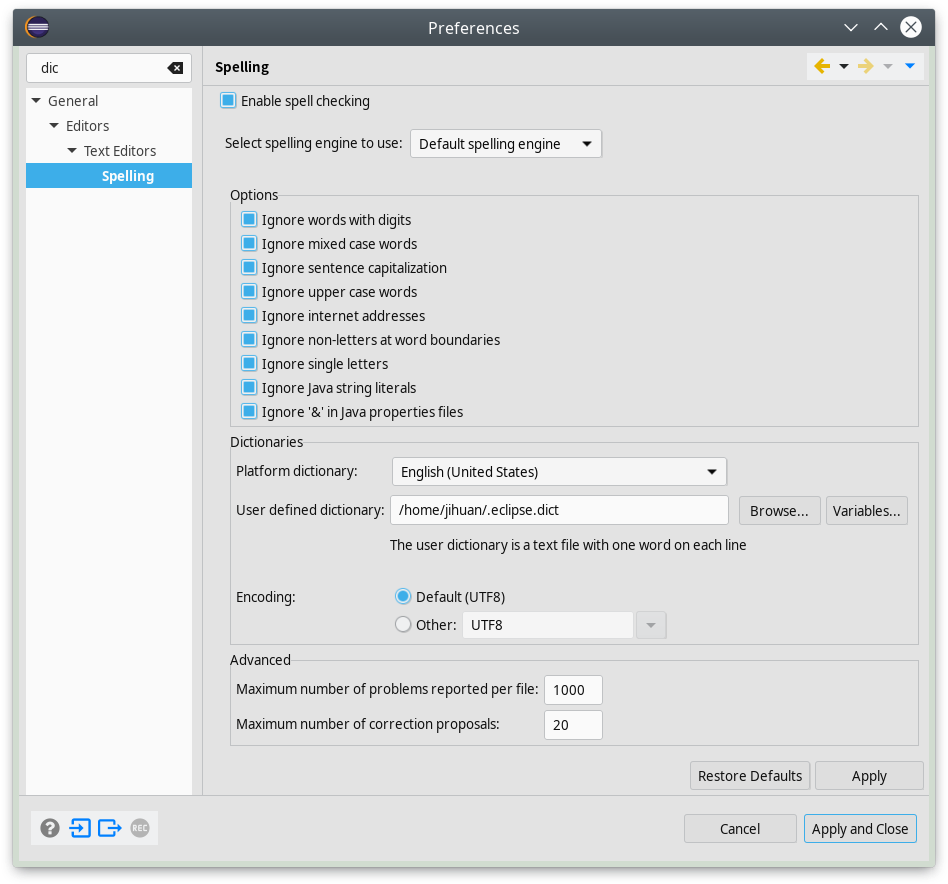 Preferences
dic
General
Editors
Text Editors
Spelling
Spelling
Enable spell checking
Select spelling engine to use: Default spelling engine
Options
Ignore words with digits
Ignore mixed case words
Ignore sentence capitalization
Ignore upper case words
Ignore internet addresses
Ignore non-letters at word boundaries
Ignore single letters
Ignore Java string literals
Ignore '&' in Java properties files
Dictionaries
Platform dictionary: English (United States)
User defined dictionary: /home/jihuan/.eclipse.dict Browse... Variables...
The user dictionary is a text file with one word on each line
Encoding: Default (UTF8)
Other: UTF8
Advanced
Maximum number of problems reported per file: 1000
Maximum number of correction proposals: 20
Restore Defaults Apply
? REC Cancel Apply and Close